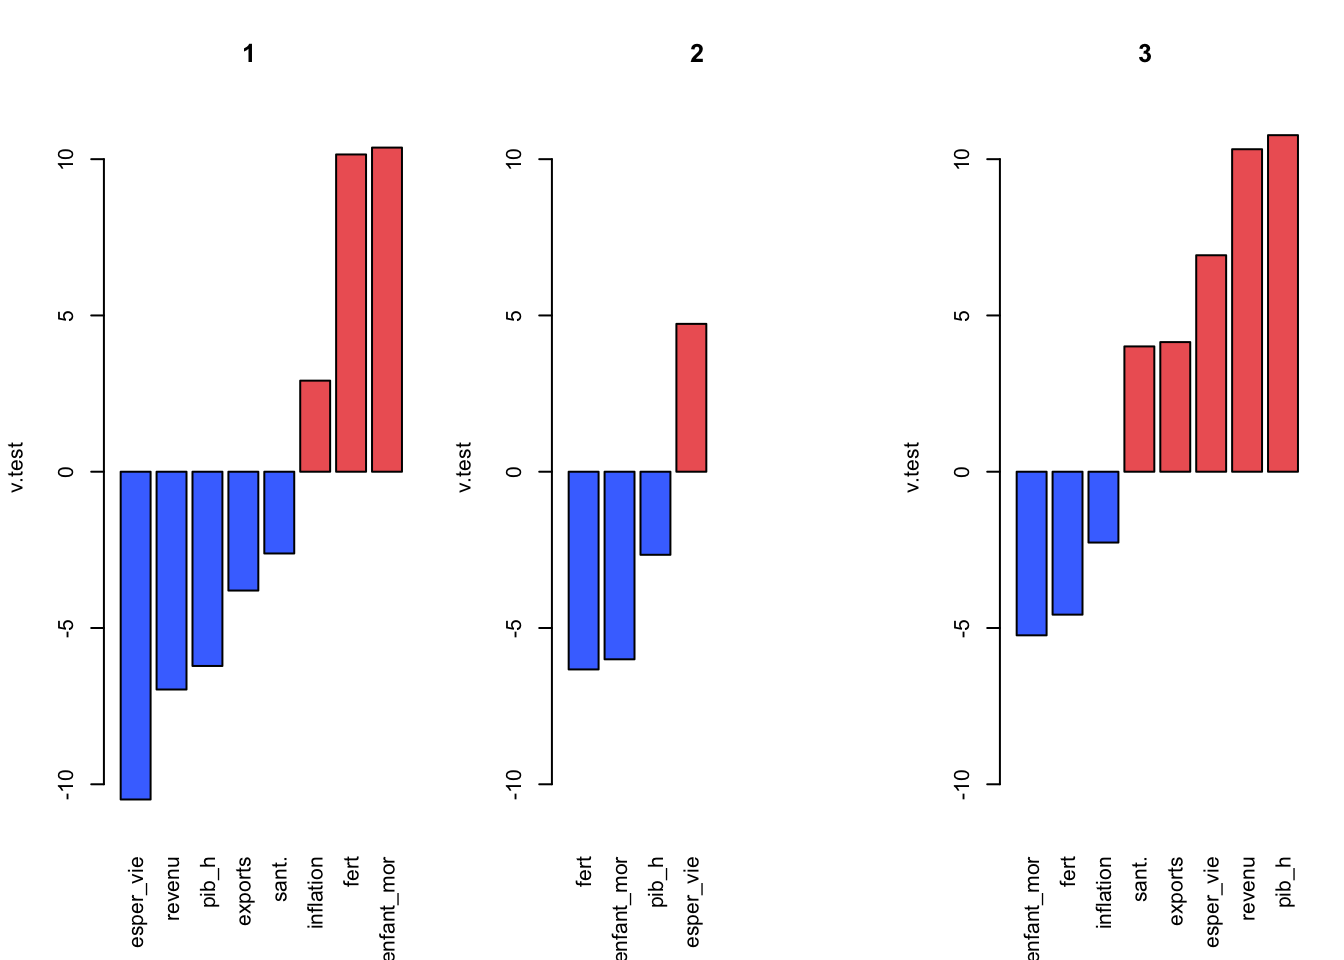 1
v.test
10
5
0
-5
-10
esper_vie
revenu
pib_h
exports
sant.
inflation
fert
enfant_mor
2
v.test
10
5
0
-5
-10
fert
enfant_mor
pib_h
esper_vie
3
v.test
10
5
0
-5
-10
enfant_mor
fert
inflation
sant.
exports
esper_vie
revenu
pib_h